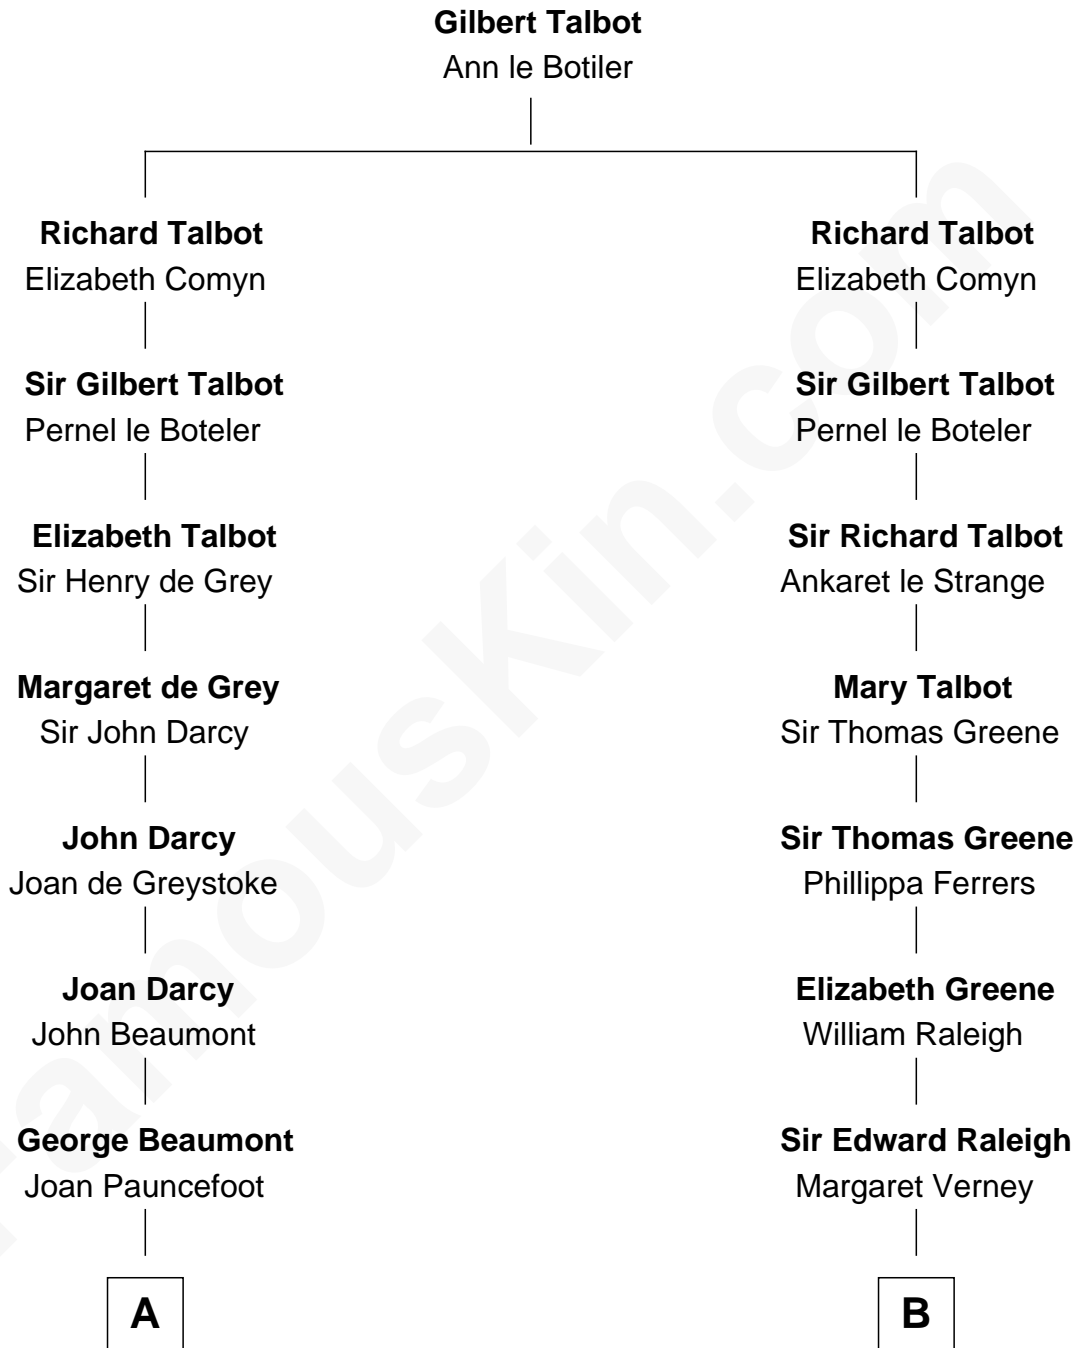 Gilbert Talbot
Ann le Botiler
Richard Talbot
Elizabeth Comyn
Sir Gilbert Talbot
Pernel le Boteler
Elizabeth Talbot
Sir Henry de Grey
Margaret de Grey
Sir John Darcy
John Darcy
Joan de Greystoke
Joan Darcy
John Beaumont
George Beaumont
Joan Pauncefoot
A
Richard Talbot
Elizabeth Comyn
Sir Gilbert Talbot
Pernel le Boteler
Sir Richard Talbot
Ankaret le Strange
Mary Talbot
Sir Thomas Greene
Sir Thomas Greene
Phillippa Ferrers
Elizabeth Greene
William Raleigh
Sir Edward Raleigh
Margaret Verney
B
FamousKin.com